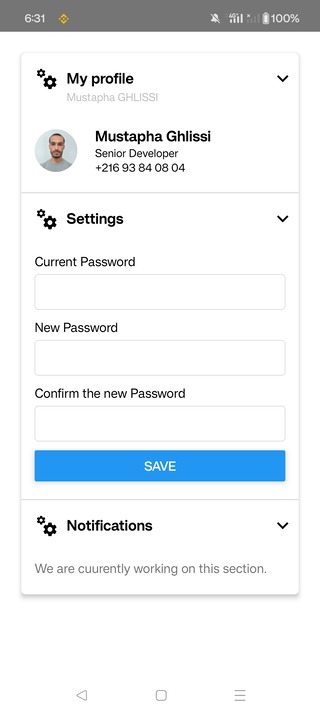 6:31
4G+
100%
My profile
Mustapha GHLISSI
Mustapha Ghlissi
Senior Developer
+216 93 84 08 04
Settings
Current Password
New Password
Confirm the new Password
SAVE
Notifications
We are cuurently working on this section.